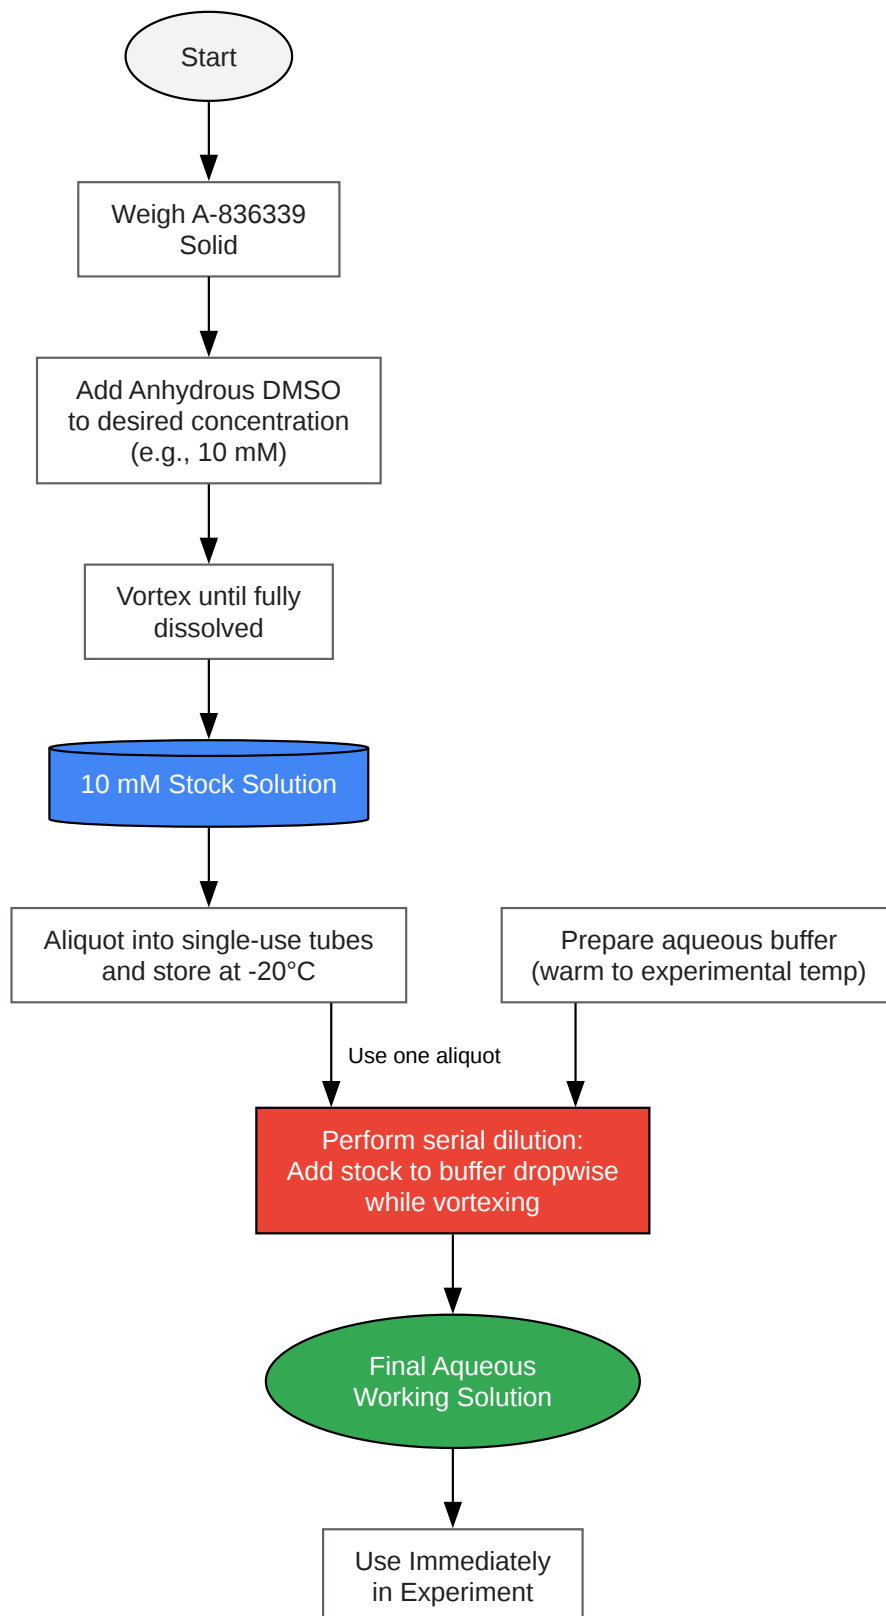 Start
Weigh A-836339
Solid
Add Anhydrous DMSO
to desired concentration
(e.g., 10 mM)
Vortex until fully
dissolved
10 mM Stock Solution
Aliquot into single-use tubes
and store at -20°C
Prepare aqueous buffer
(warm to experimental temp)
Use one aliquot
Perform serial dilution:
Add stock to buffer dropwise
while vortexing
Final Aqueous
Working Solution
Use Immediately
in Experiment